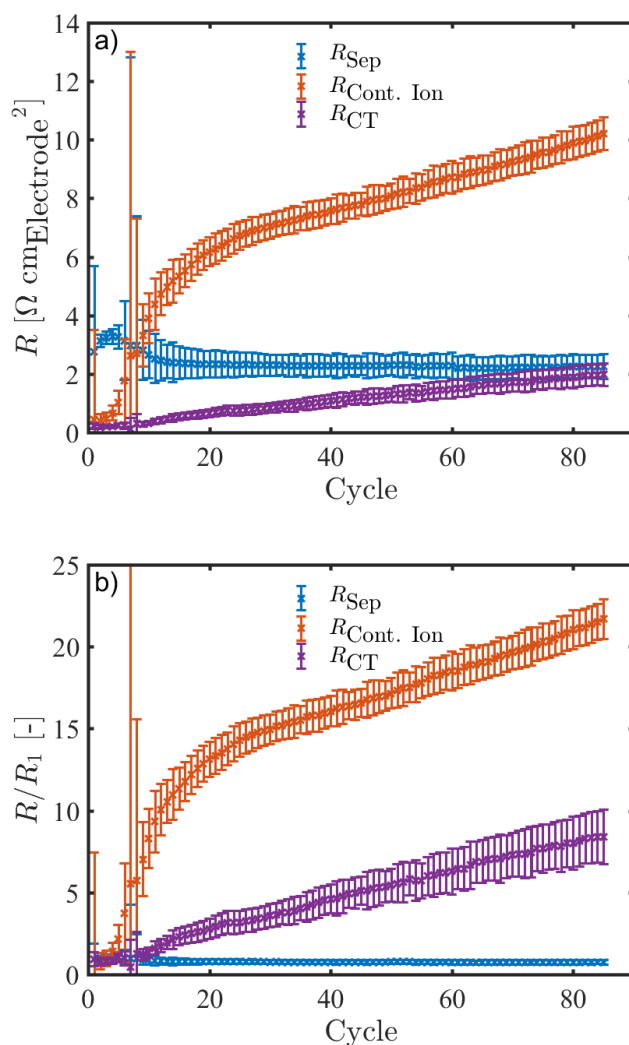 a)
R_Sep
R_Cont. Ion
R_CT
R [Ω cm_Electrode^2]
14
12
10
8
6
4
2
0
0 20 40 60 80
Cycle
b)
R_Sep
R_Cont. Ion
R_CT
R/R_1 [-]
25
20
15
10
5
0
0 20 40 60 80
Cycle